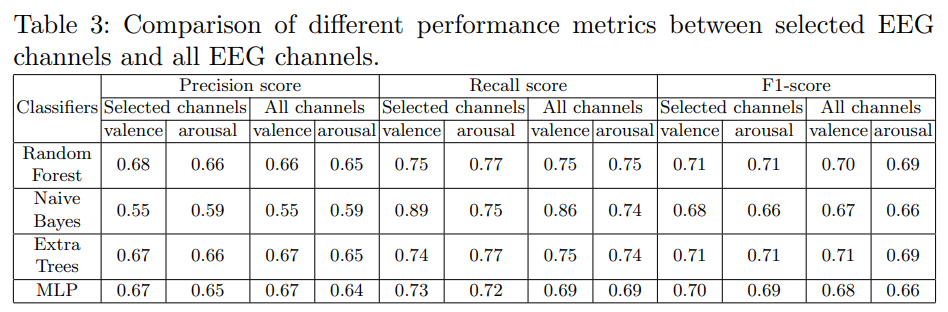 Table 3: Comparison of different performance metrics between selected EEG
channels and all EEG channels.
Classifiers Precision score Recall score F1-score
Selected channels All channels Selected channels All channels Selected channels All channels
valence arousal valence arousal valence arousal valence arousal valence arousal valence arousal
Random Forest 0.68 0.66 0.66 0.65 0.75 0.77 0.75 0.75 0.71 0.71 0.70 0.69
Naive Bayes 0.55 0.59 0.55 0.59 0.89 0.75 0.86 0.74 0.68 0.66 0.67 0.66
Extra Trees 0.67 0.66 0.67 0.65 0.74 0.77 0.75 0.74 0.71 0.71 0.71 0.69
MLP 0.67 0.65 0.67 0.64 0.73 0.72 0.69 0.69 0.70 0.69 0.68 0.66